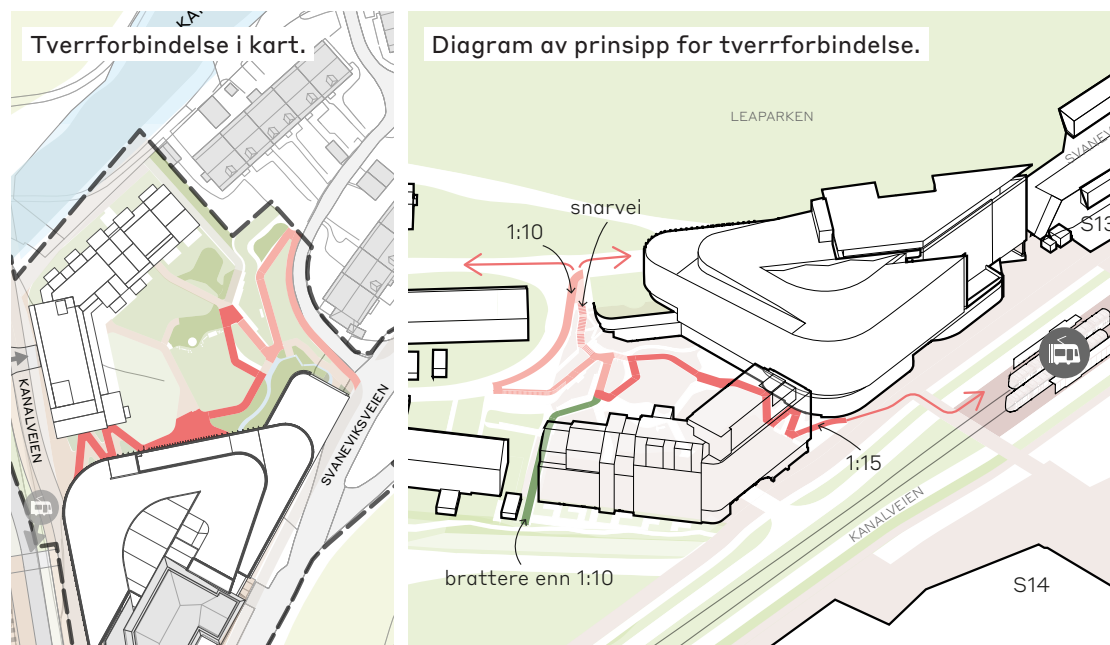 Tverrforbindelse i kart.
KANALVEIEN
SVANEVIKSVEIEN
Diagram av prinsipp for tverrforbindelse.
LEAPARKEN
snarvei
1:10
S13
1:15
KANALVEIEN
brattere enn 1:10
S14